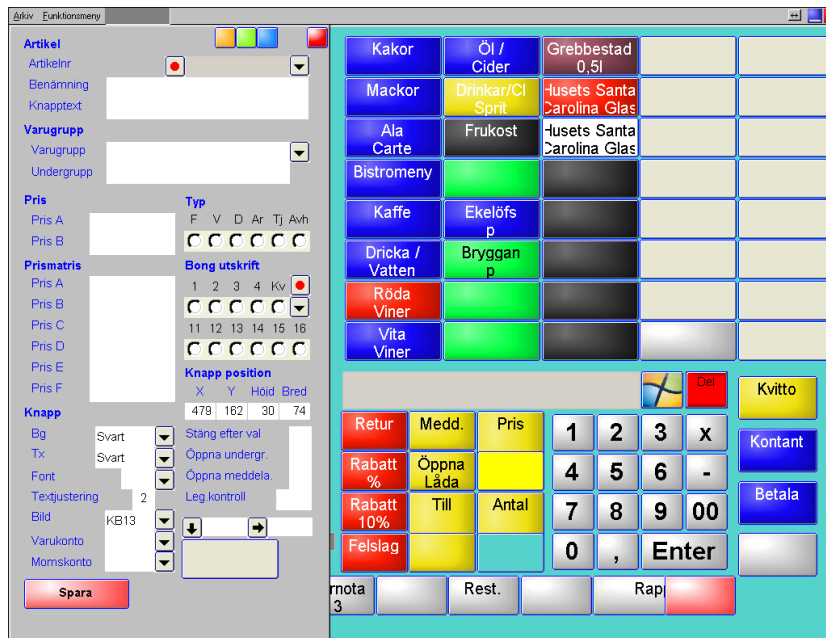 Arkiv Funktionsmeny
Artikel
Artikelnr
Benämning
Knapptext
Varugrupp
Varugrupp
Undergrupp
Pris
Pris A
Pris B
Typ
F V D Ar Tj Avh
Prismatris
Pris A
Pris B
Pris C
Pris D
Pris E
Pris F
Bong utskrift
1 2 3 4 Kv
11 12 13 14 15 16
Knapp position
X Y Höjd Bred
479 162 30 74
Knapp
Bg Svart
Tx Svart
Font
Textjustering 2
Bild KB13
Varukonto
Momskonto
Stäng efter val
Öppna undergr.
Öppna meddela.
Leg.kontroll
Spara
Kakor
Öl /
Cider
Grebbestad
0,5l
Mackor
Drinkar/Cl
Sprit
Husets Santa
Carolina Glas
Ala
Carte
Frukost
Husets Santa
Carolina Glas
Bistromeny
Kaffe
Ekelöfs
p
Dricka /
Vatten
Bryggan
p
Röda
Viner
Vita
Viner
Del
Kvitto
Retur
Medd.
Pris
1 2 3 x
Kontant
Rabatt
%
Öppna
Låda
4 5 6 -
Rabatt
10%
Till
Antal
7 8 9 00
Betala
Felslag
0 , Enter
rnota
3
Rest.
Rap